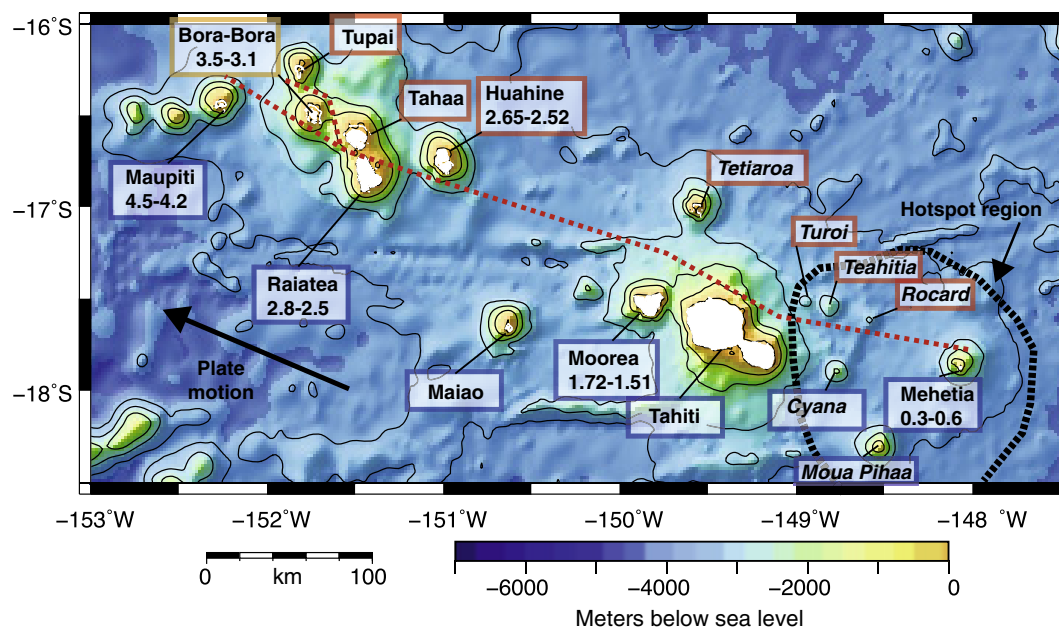 −16˚S
−17˚S
−18˚S
Bora-Bora
3.5-3.1
Tupai
Tahaa
Huahine
2.65-2.52
Maupiti
4.5-4.2
Tetiaroa
Hotspot region
Turoi
Teahitia
Rocard
Raiatea
2.8-2.5
Plate
motion
Maiao
Moorea
1.72-1.51
Tahiti
Cyana
Mehetia
0.3-0.6
Moua Pihaa
−153˚W
−152˚W
−151˚W
−150˚W
−149˚W
−148˚W
0
km
100
−6000
−4000
−2000
0
Meters below sea level